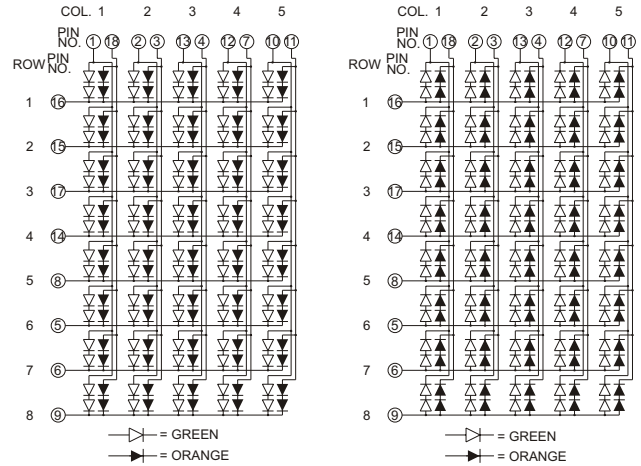 COL. 1 2 3 4 5
PIN NO. 1 18 2 3 13 4 12 7 10 11
ROW PIN NO.
1 16
2 15
3 17
4 14
5 8
6 5
7 6
8 9
= GREEN
= ORANGE
COL. 1 2 3 4 5
PIN NO. 1 18 2 3 13 4 12 7 10 11
ROW PIN NO.
1 16
2 15
3 17
4 14
5 8
6 5
7 6
8 9
= GREEN
= ORANGE